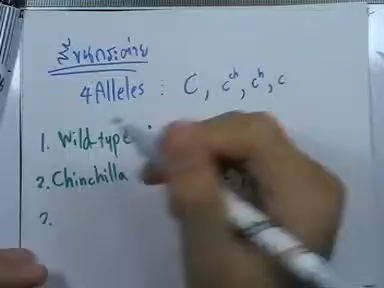 สีขนกระต่าย
4 Alleles : C, cᶜʰ, cʰ, c
1. Wild type
2. Chinchilla
3.